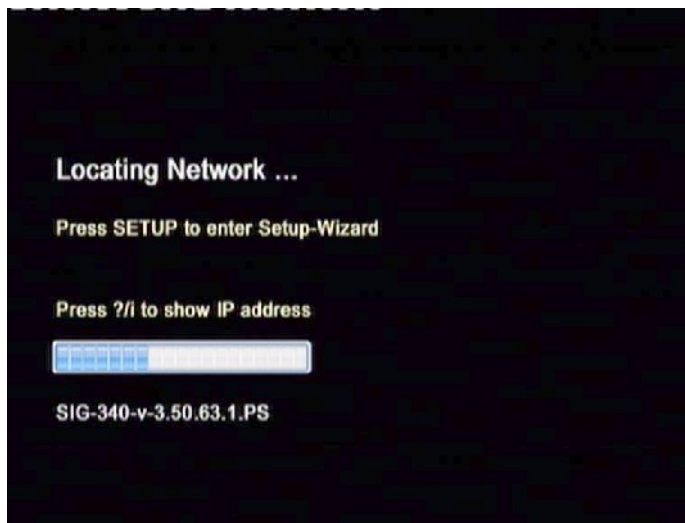 Locating Network ...
Press SETUP to enter Setup-Wizard
Press ?/i to show IP address
SIG-340-v-3.50.63.1.PS